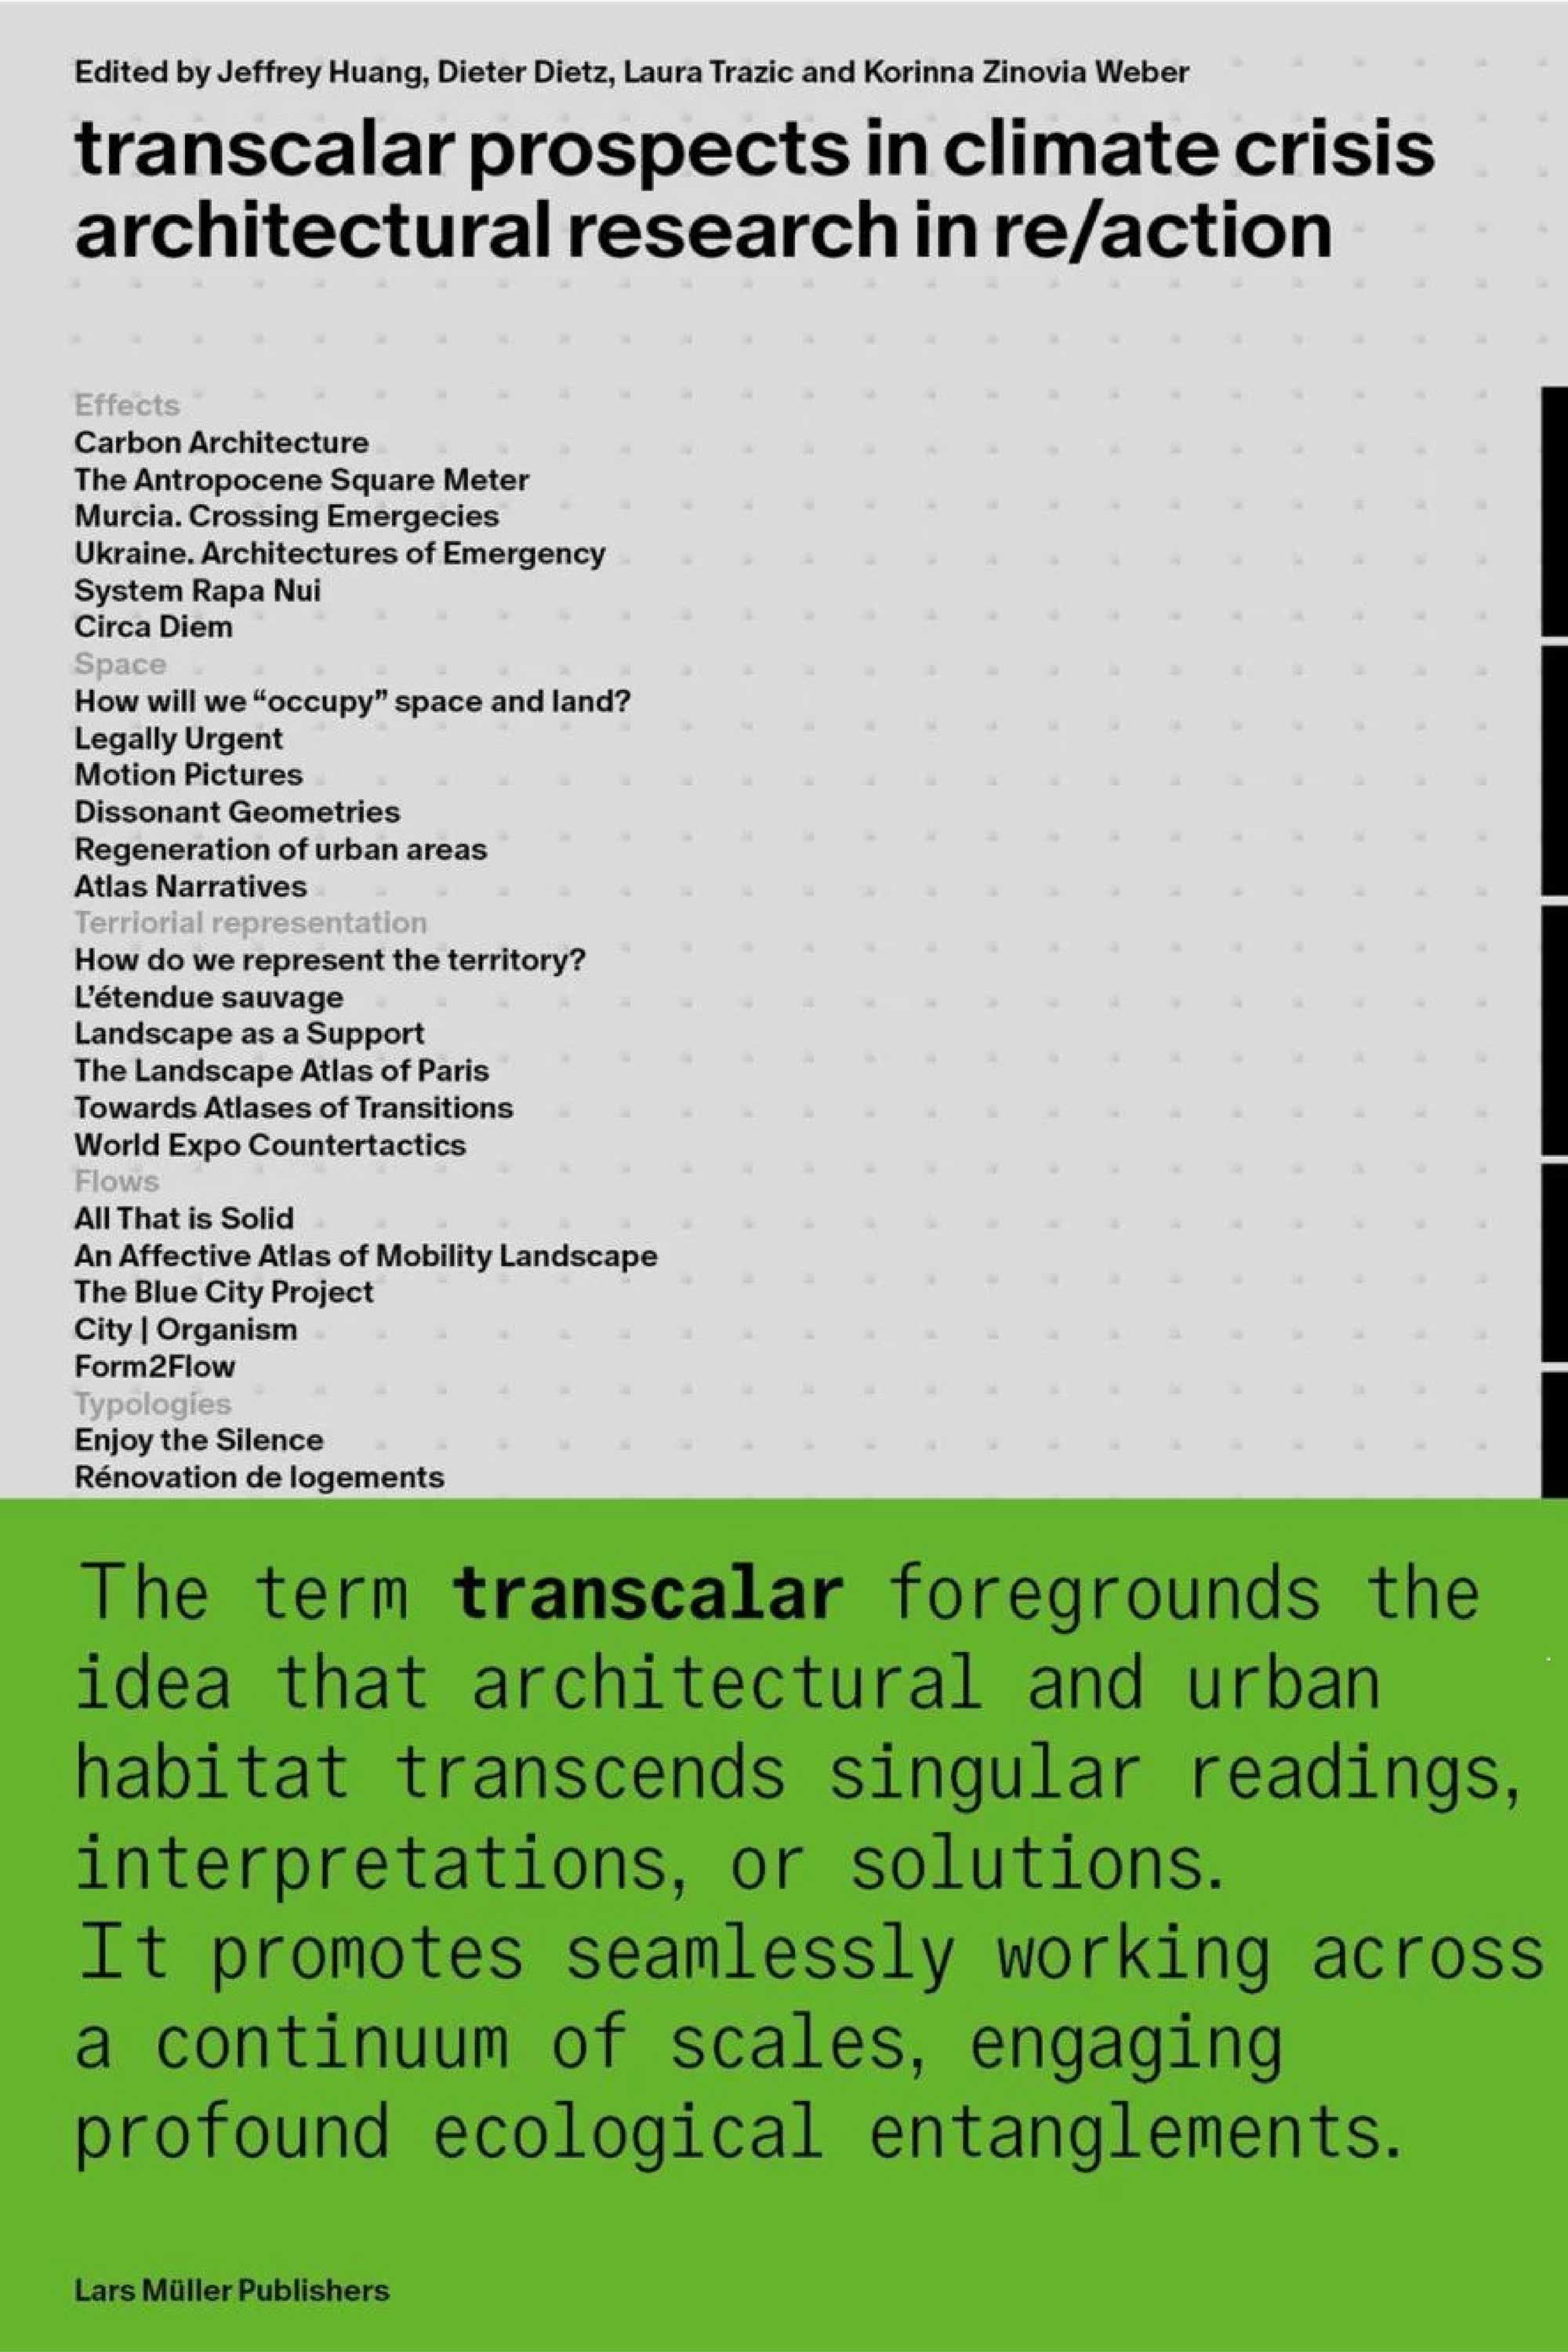 Edited by Jeffrey Huang, Dieter Dietz, Laura Trazic and Korinna Zinovia Weber
transcalar prospects in climate crisis
architectural research in re/action
Effects
Carbon Architecture
The Antropocene Square Meter
Murcia. Crossing Emergecies
Ukraine. Architectures of Emergency
System Rapa Nui
Circa Diem
Space
How will we “occupy” space and land?
Legally Urgent
Motion Pictures
Dissonant Geometries
Regeneration of urban areas
Atlas Narratives
Terriorial representation
How do we represent the territory?
L’étendue sauvage
Landscape as a Support
The Landscape Atlas of Paris
Towards Atlases of Transitions
World Expo Countertactics
Flows
All That is Solid
An Affective Atlas of Mobility Landscape
The Blue City Project
City | Organism
Form2Flow
Typologies
Enjoy the Silence
Rénovation de logements
The term transcalar foregrounds the
idea that architectural and urban
habitat transcends singular readings,
interpretations, or solutions.
It promotes seamlessly working across
a continuum of scales, engaging
profound ecological entanglements.
Lars Müller Publishers